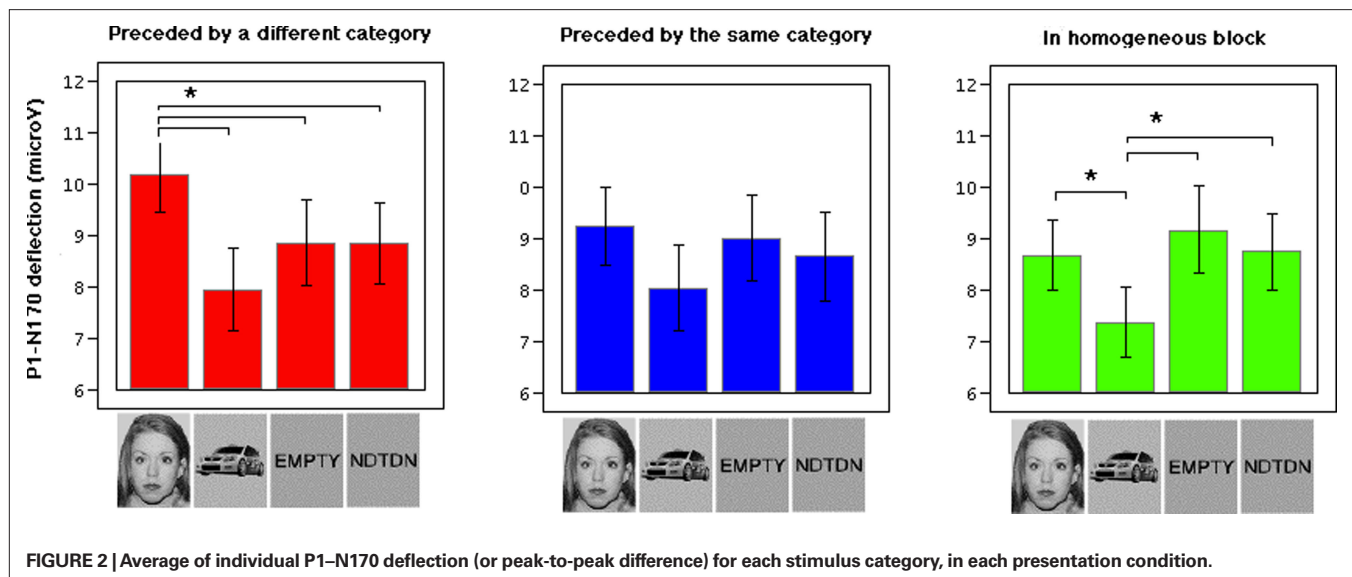 Preceded by a different category
Preceded by the same category
In homogeneous block
P1-N170 deflection (microV)
12
11
10
9
8
7
6
*
12
11
0
9
8
7
6
12
11
10
9
8
7
6
*
*
EMPTY
NDTDN
EMPTY
NDTDN
EMPTY
NDTDN
FIGURE 2 | Average of individual P1–N170 deflection (or peak-to-peak difference) for each stimulus category, in each presentation condition.